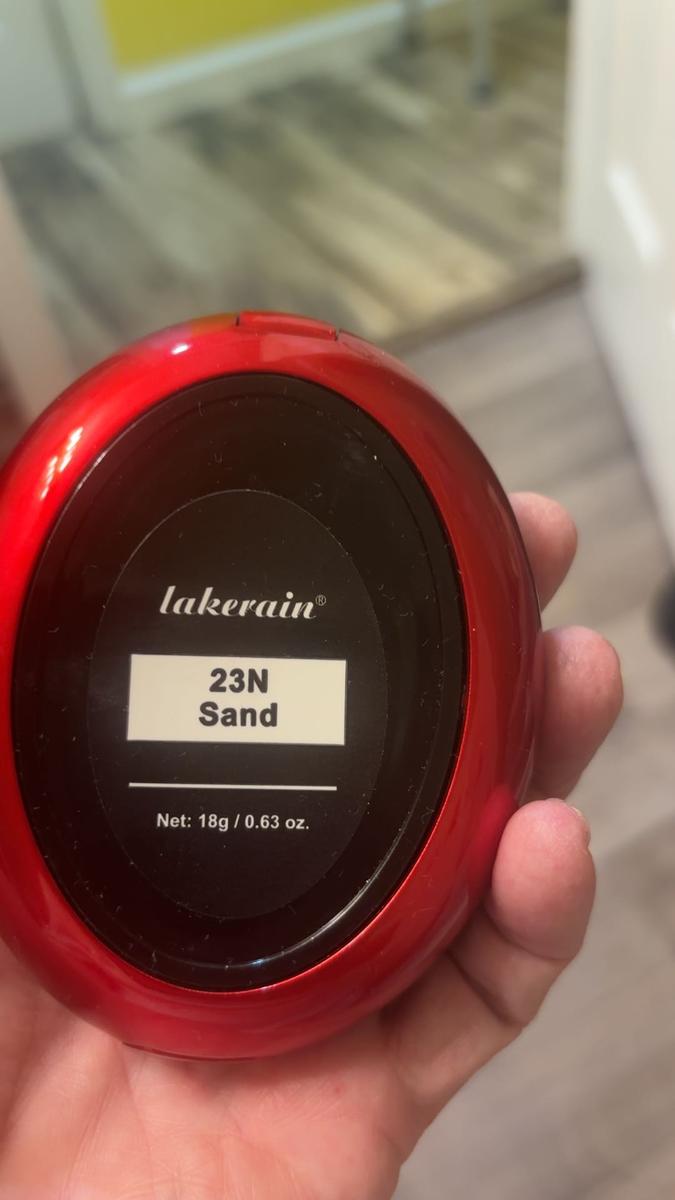 lakerain®
23N
Sand
Net: 18g / 0.63 oz.